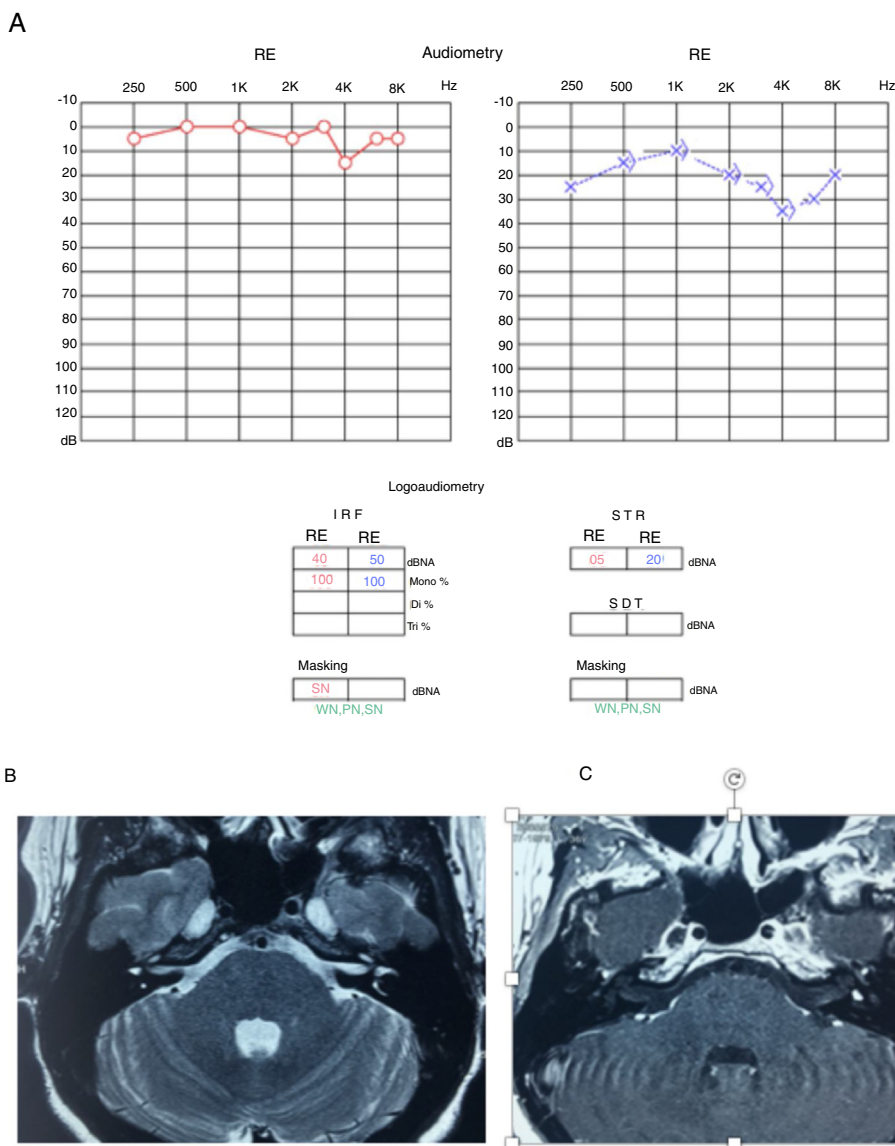 A
RE Audiometry RE
250 500 1K 2K 4K 8K Hz 250 500 1K 2K 4K 8K Hz
-10 -10
0 0
10 10
20 20
30 30
40 40
50 50
60 60
70 70
80 80
90 90
100 100
110 110
120 120
dB dB
Logoaudiometry
I R F S T R
RE RE RE RE
40 50 dBNA 05 20 dBNA
100 100 Mono %
Di % S D T
Tri % dBNA
Masking Masking
SN dBNA dBNA
WN,PN,SN WN,PN,SN
B C